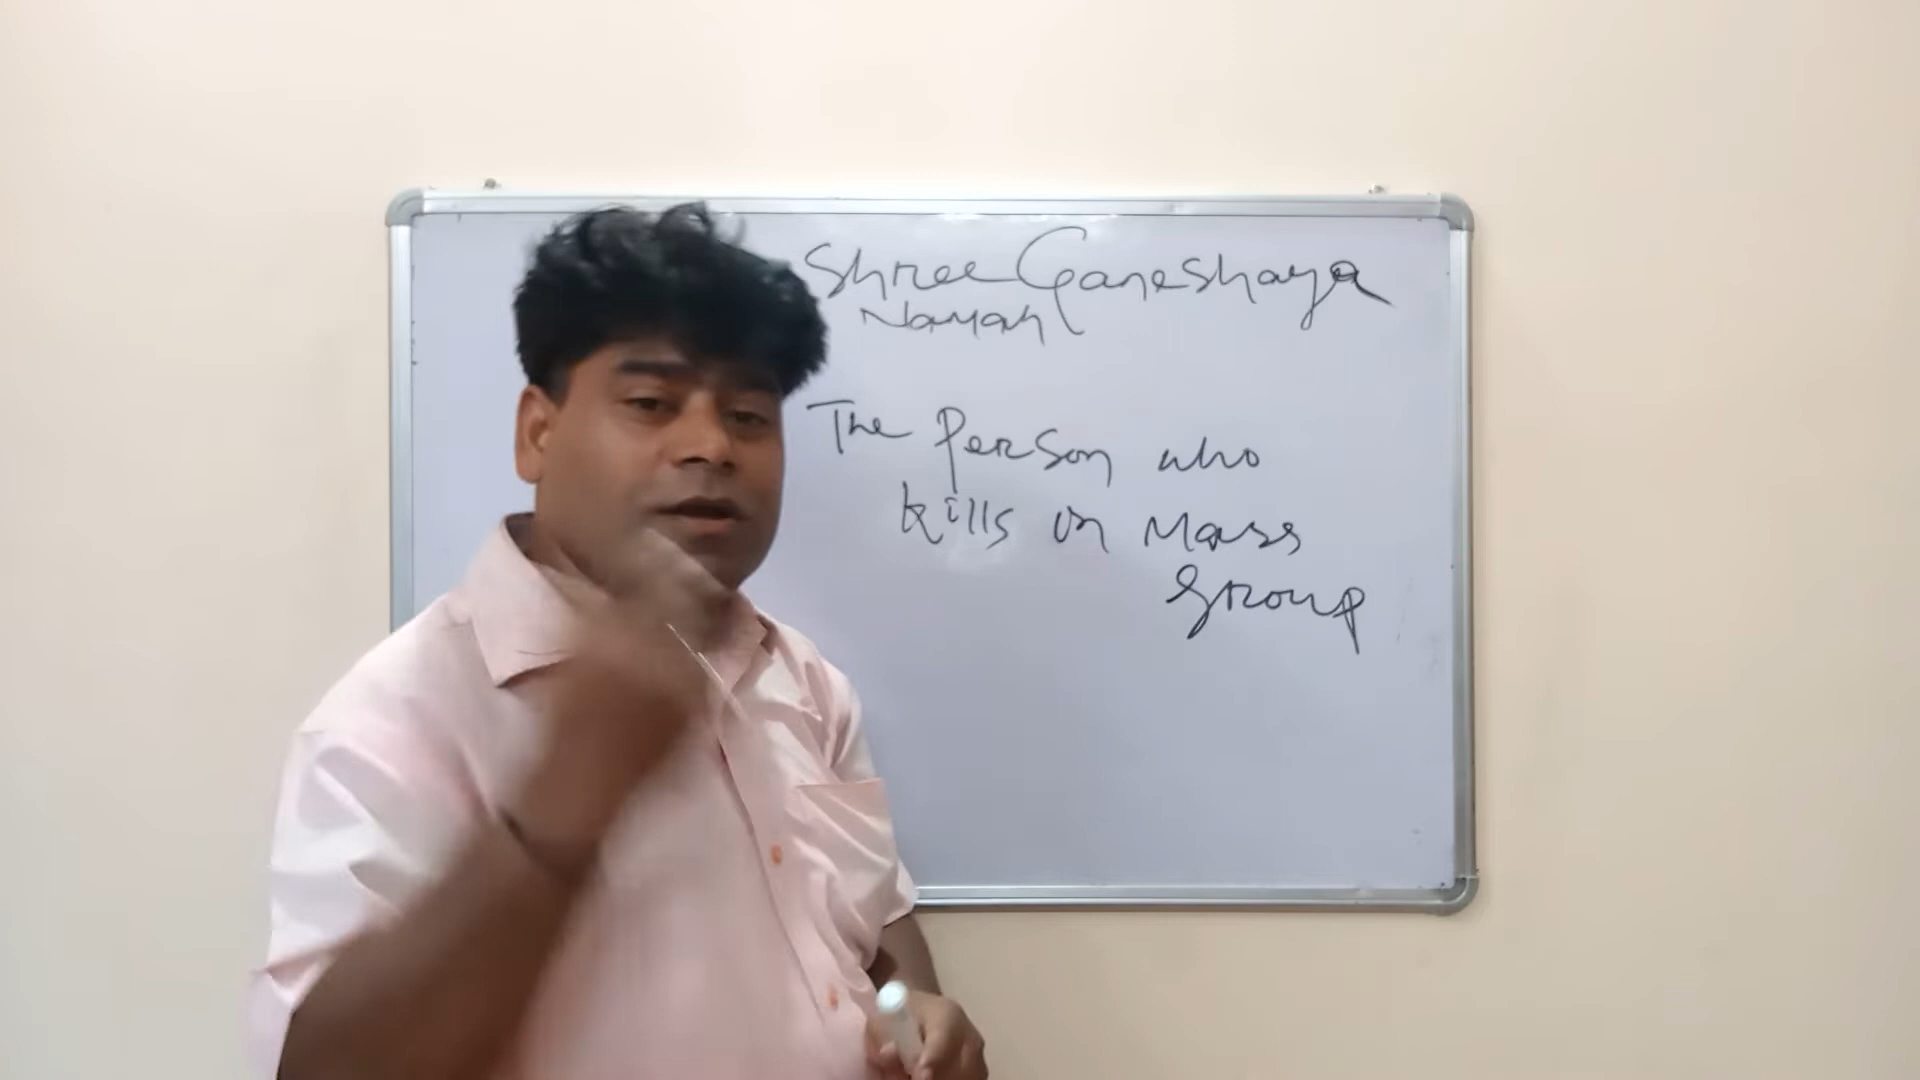 Shree Ganeshaya
Namah
The Person who
kills in Mass
group